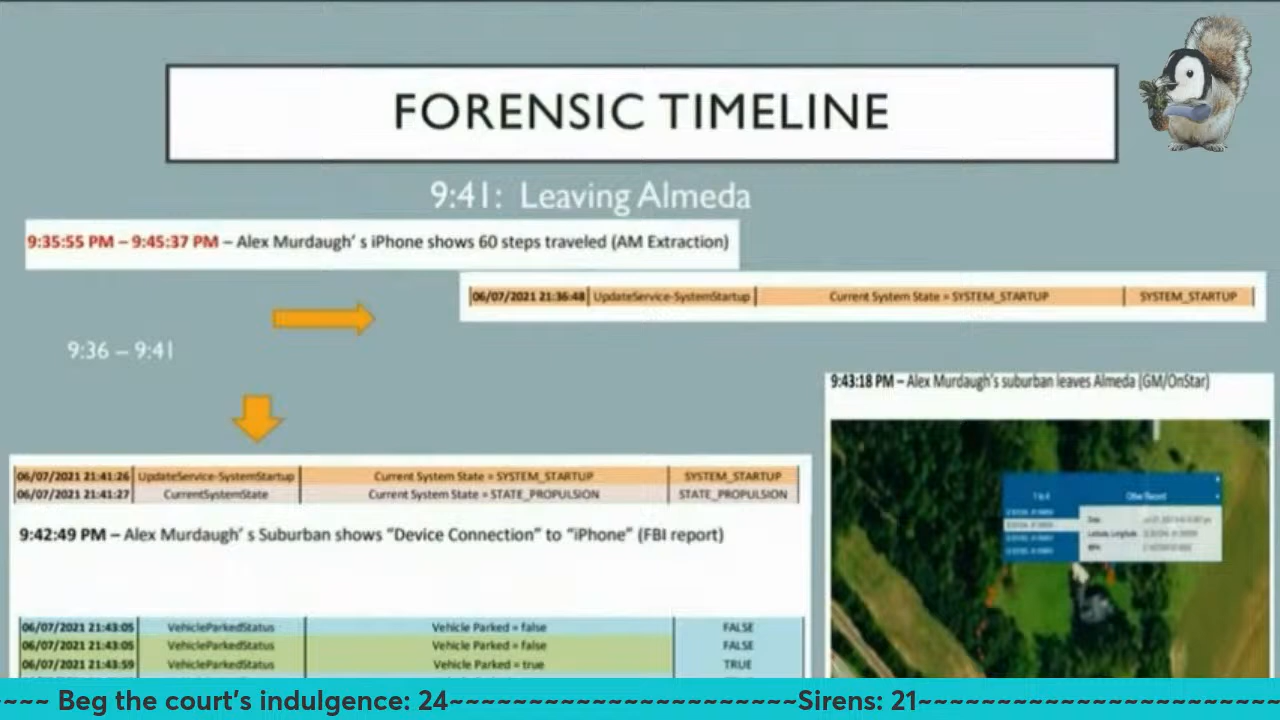 FORENSIC TIMELINE
9:41: Leaving Almeda
9:35:55 PM – 9:45:37 PM – Alex Murdaugh' s iPhone shows 60 steps traveled (AM Extraction)
06/07/2021 21:36:48 UpdateService-SystemStartup Current System State = SYSTEM_STARTUP SYSTEM_STARTUP
9:36 – 9:41
9:43:18 PM – Alex Murdaugh's suburban leaves Almeda (GM/OnStar)
06/07/2021 21:41:26 UpdateService-SystemStartup Current System State = SYSTEM_STARTUP SYSTEM_STARTUP
06/07/2021 21:41:27 CurrentSystemState Current System State = STATE_PROPULSION STATE_PROPULSION
9:42:49 PM – Alex Murdaugh' s Suburban shows “Device Connection” to “iPhone” (FBI report)
06/07/2021 21:43:05 VehicleParkedStatus Vehicle Parked = false FALSE
06/07/2021 21:43:05 VehicleParkedStatus Vehicle Parked = false FALSE
06/07/2021 21:43:59 VehicleParkedStatus Vehicle Parked = true TRUE
~~~~ Beg the court's indulgence: 24~~~~~~~~~~~~~~~~~~~~~~Sirens: 21~~~~~~~~~~~~~~~~~~~~~~~